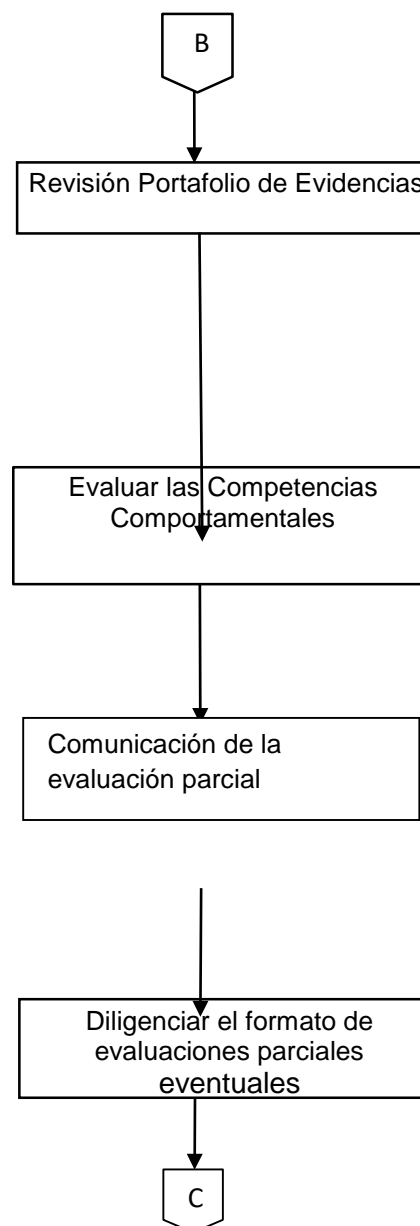 B
Revisión Portafolio de Evidencias
Evaluar las Competencias
Comportamentales
Comunicación de la
evaluación parcial
Diligenciar el formato de
evaluaciones parciales
eventuales
C